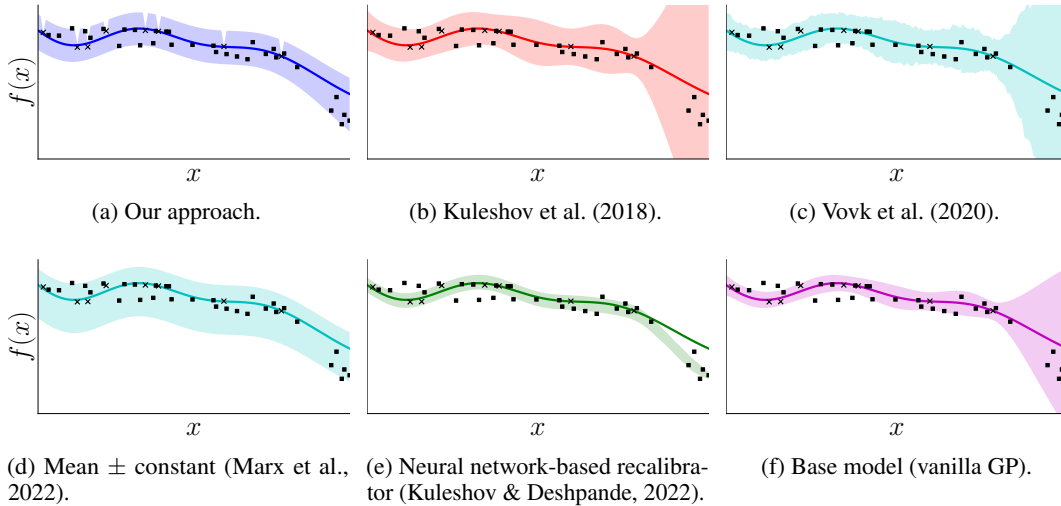 f(x)
x
x
x
(a) Our approach.
(b) Kuleshov et al. (2018).
(c) Vovk et al. (2020).
f(x)
x
x
x
(d) Mean ± constant (Marx et al., 2022).
(e) Neural network-based recalibra-
tor (Kuleshov & Deshpande, 2022).
(f) Base model (vanilla GP).